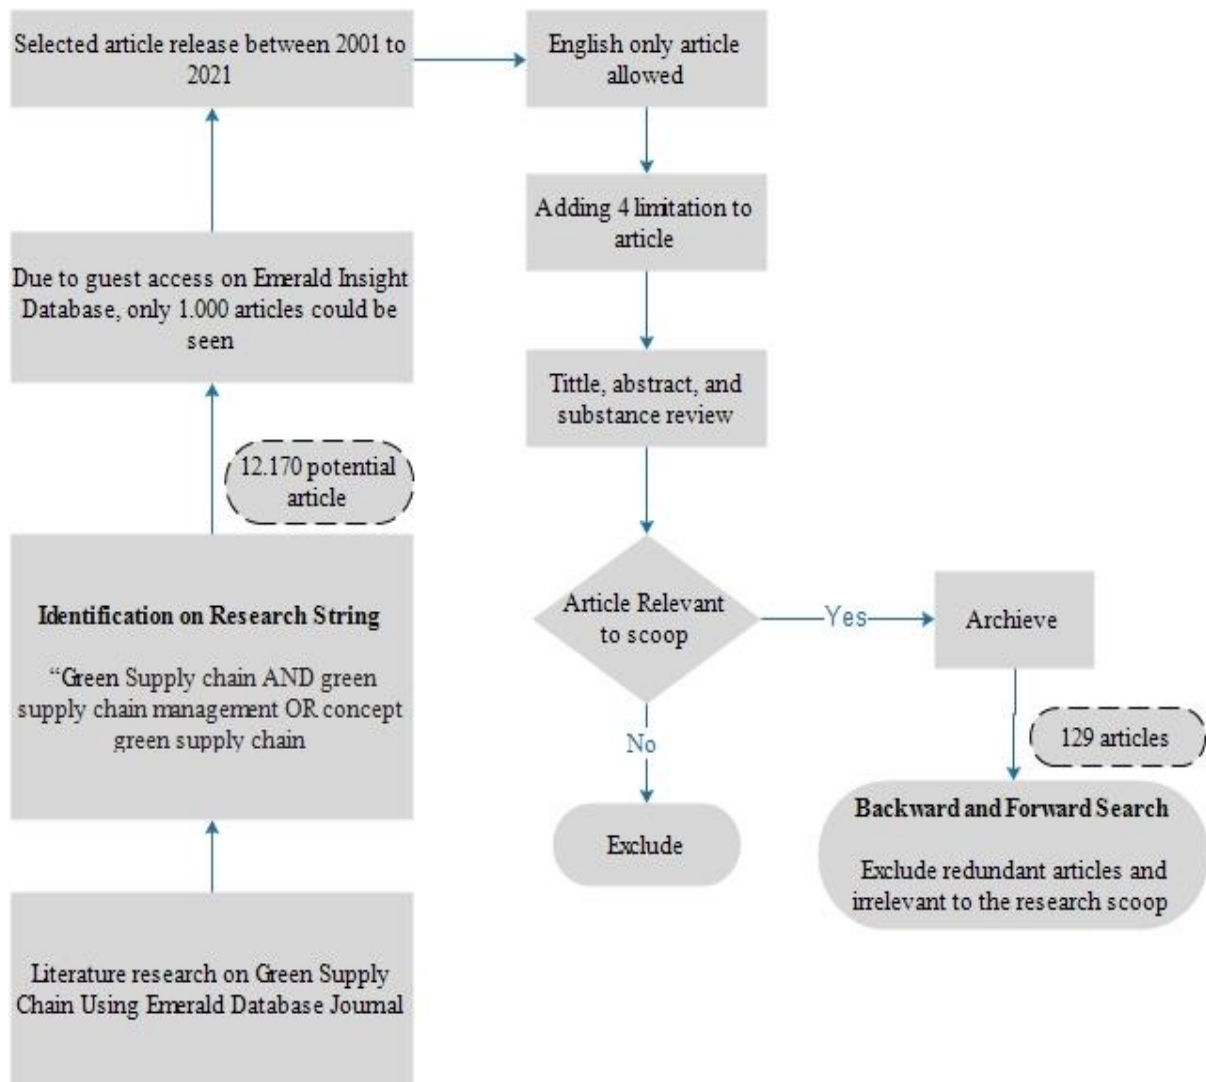 Literature research on Green Supply
Chain Using Emerald Database Journal
Identification on Research String
“Green Supply chain AND green
supply chain management OR concept
green supply chain
12.170 potential
article
Due to guest access on Emerald Insight
Database, only 1.000 articles could be
seen
Selected article release between 2001 to
2021
English only article
allowed
Adding 4 limitation to
article
Tittle, abstract, and
substance review
Article Relevant
to scoop
Yes
No
Exclude
Archieve
129 articles
Backward and Forward Search
Exclude redundant articles and
irrelevant to the research scoop